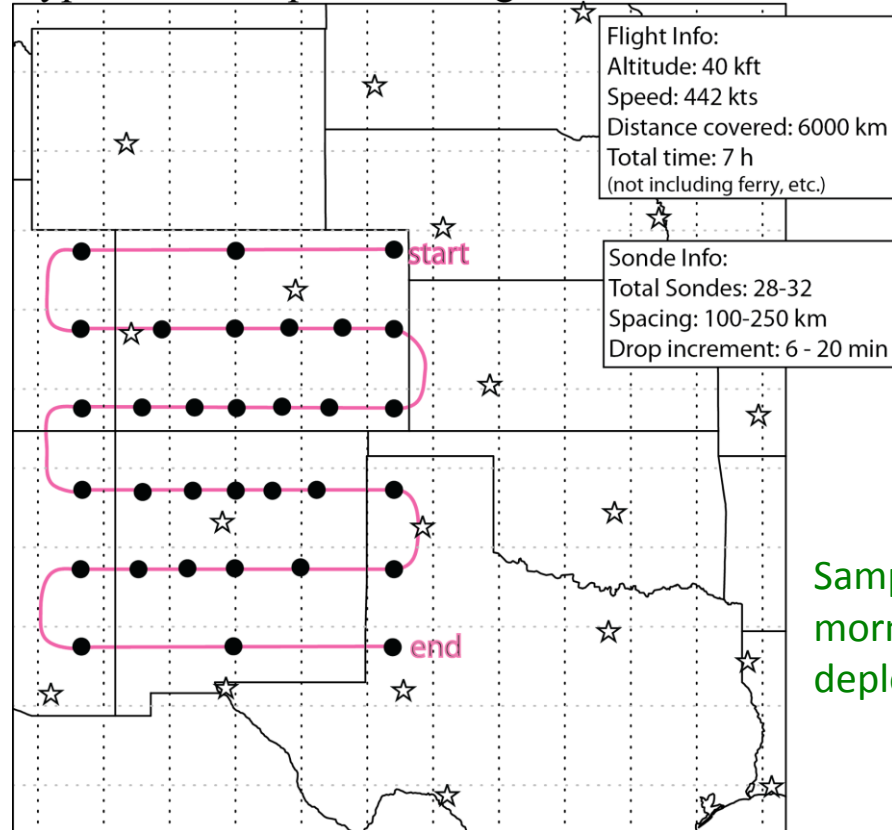 Flight Info:
Altitude: 40 kft
Speed: 442 kts
Distance covered: 6000 km
Total time: 7 h
(not including ferry, etc.)
start
Sonde Info:
Total Sondes: 28-32
Spacing: 100-250 km
Drop increment: 6 - 20 min
end